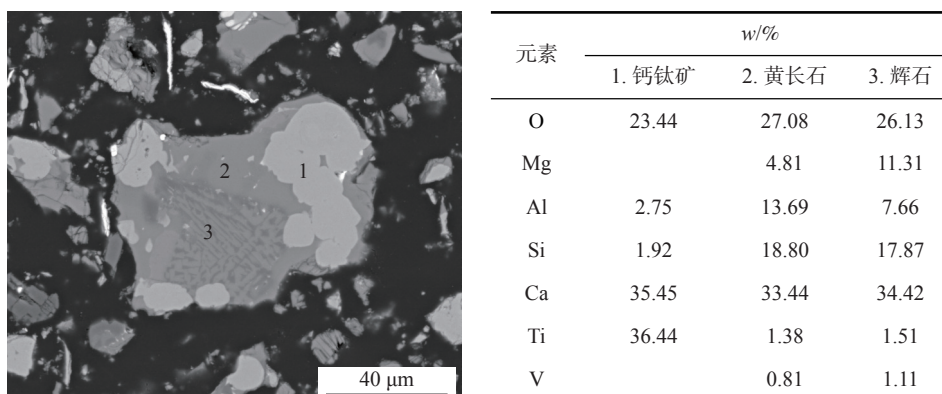 2
1
3
40 μm
元素 w/%
1. 钙钛矿 2. 黄长石 3. 辉石
O 23.44 27.08 26.13
Mg 4.81 11.31
Al 2.75 13.69 7.66
Si 1.92 18.80 17.87
Ca 35.45 33.44 34.42
Ti 36.44 1.38 1.51
V 0.81 1.11